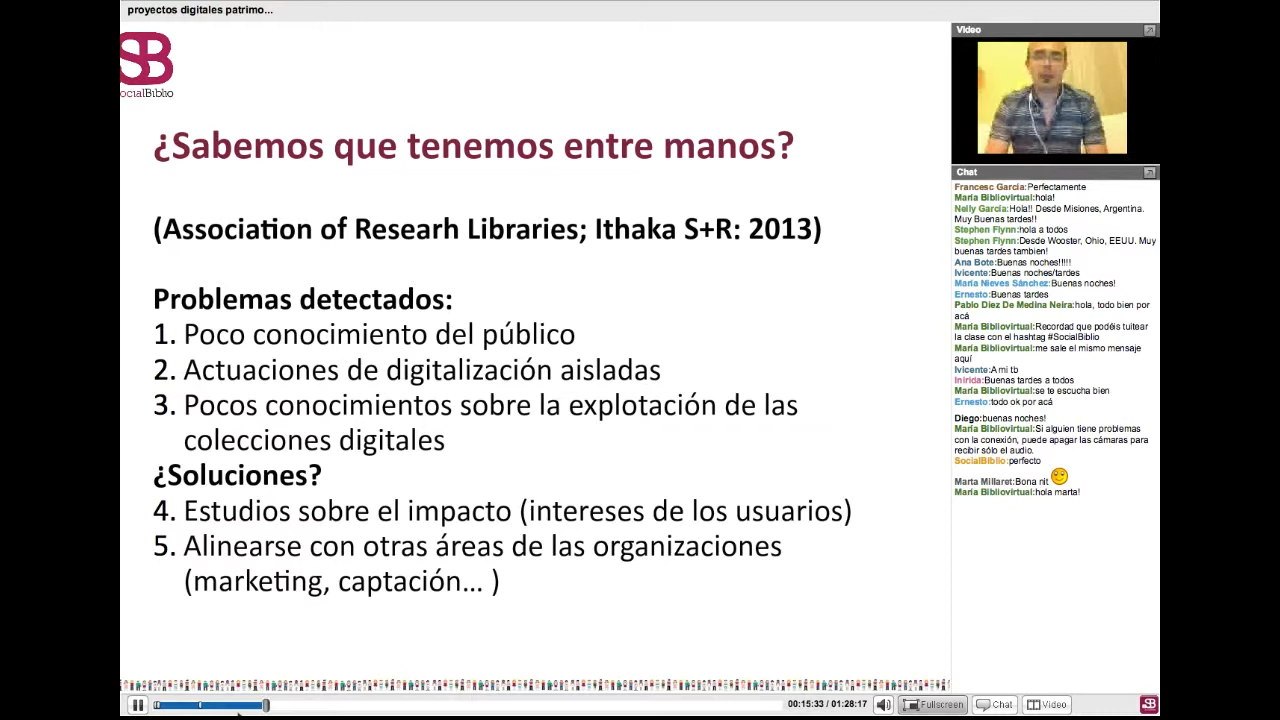 proyectos digitales patrimo...
SB
ocialBiblio
¿Sabemos que tenemos entre manos?
(Association of Researh Libraries; Ithaka S+R: 2013)
Problemas detectados:
1. Poco conocimiento del público
2. Actuaciones de digitalización aisladas
3. Pocos conocimientos sobre la explotación de las
colecciones digitales
¿Soluciones?
4. Estudios sobre el impacto (intereses de los usuarios)
5. Alinearse con otras áreas de las organizaciones
(marketing, captación... )
Video
Chat
Francesc García:Perfectamente
María Bibliovirtual:hola!
Nelly García:Hola!! Desde Misiones, Argentina.
Muy Buenas tardes!!
Stephen Flynn:hola a todos
Stephen Flynn:Desde Wooster, Ohio, EEUU. Muy
buenas tardes tambien!
Ana Bote:Buenas noches!!!!!
lvicente:Buenas noches/tardes
María Nieves Sánchez:Buenas noches!
Ernesto:Buenas tardes
Pablo Diez De Medina Neira:hola, todo bien por
acá
María Bibliovirtual:Recordad que podéis tuitear
la clase con el hashtag #SocialBiblio
María Bibliovirtual:me sale el mismo mensaje
aquí
lvicente:A mi tb
Inirida:Buenas tardes a todos
María Bibliovirtual:se te escucha bien
Ernesto:todo ok por acá
Diego:buenas noches!
María Bibliovirtual:Si alguien tiene problemas
con la conexión, puede apagar las cámaras para
recibir sólo el audio.
SocialBiblio:perfecto
Marta Millaret:Bona nit
María Bibliovirtual:hola marta!
00:15:33 / 01:28:17
Fullscreen
Chat
Video
SB